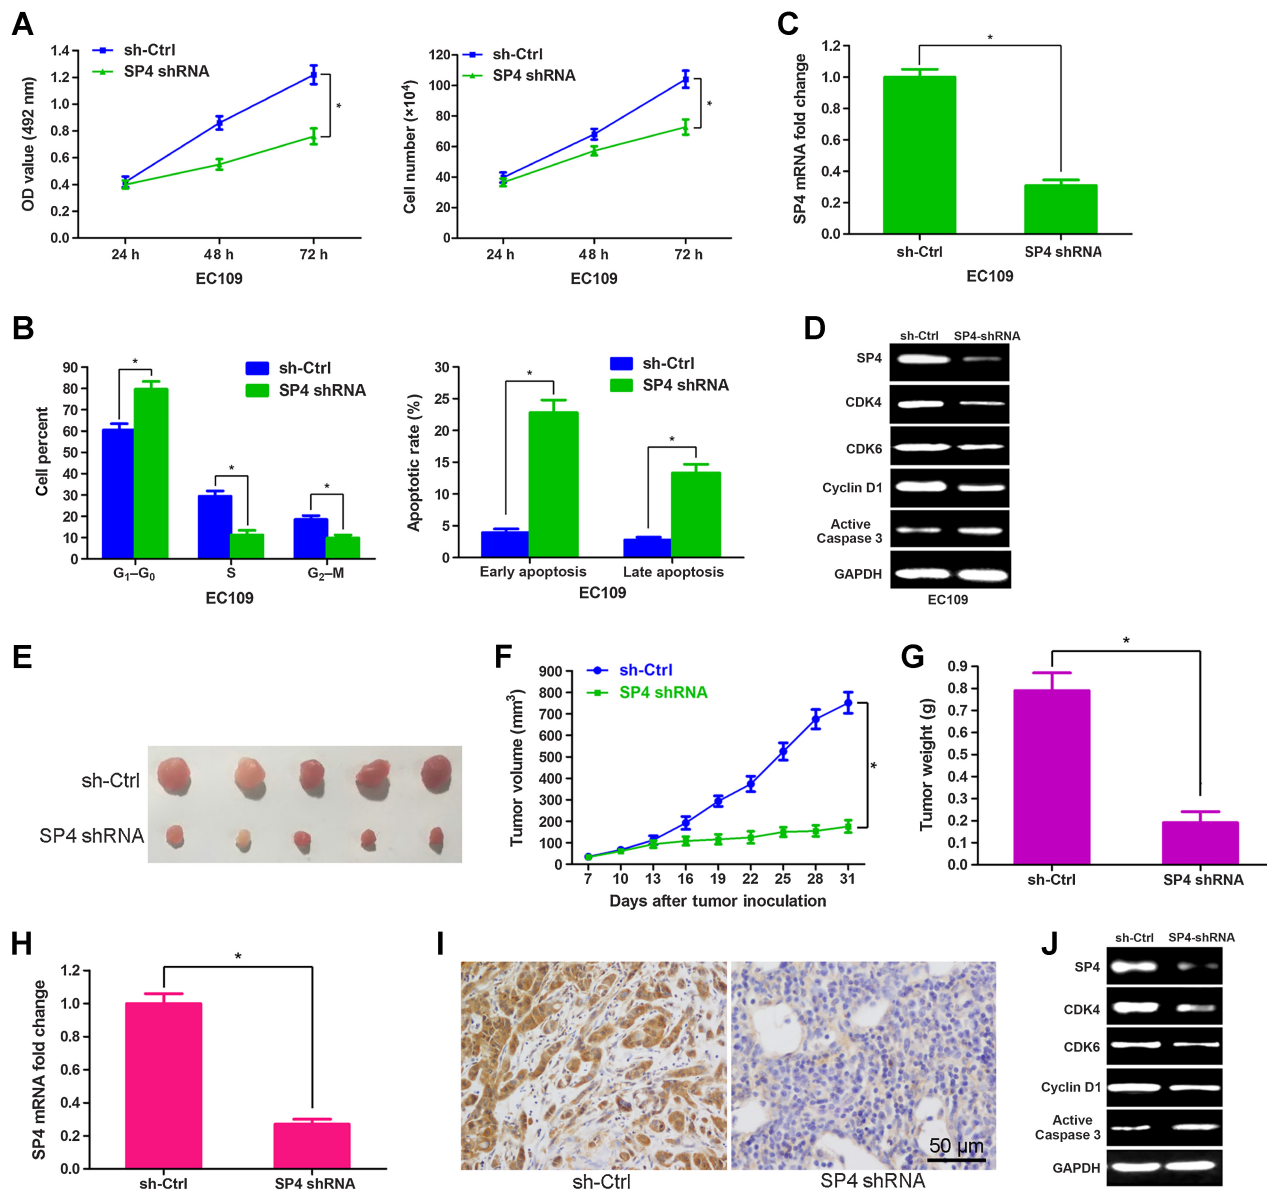 A
sh-Ctrl
SP4 shRNA
OD value (492 nm)
1.4
1.2
1.0
0.8
0.6
0.4
0.2
0.0
*
24 h 48 h 72 h
EC109
sh-Ctrl
SP4 shRNA
Cell number (×10⁴)
120
100
80
60
40
20
0
*
24 h 48 h 72 h
EC109
C
SP4 mRNA fold change
1.2
1.0
0.8
0.6
0.4
0.2
0.0
*
sh-Ctrl SP4 shRNA
EC109
B
sh-Ctrl
SP4 shRNA
Cell percent
90
80
70
60
50
40
30
20
10
0
* * *
G₁–G₀ S G₂–M
EC109
sh-Ctrl
SP4 shRNA
Apoptotic rate (%)
30
25
20
15
10
5
0
* *
Early apoptosis Late apoptosis
EC109
D
sh-Ctrl SP4-shRNA
SP4
CDK4
CDK6
Cyclin D1
Active
Caspase 3
GAPDH
EC109
E
sh-Ctrl
SP4 shRNA
F
sh-Ctrl
SP4 shRNA
Tumor volume (mm³)
900
800
700
600
500
400
300
200
100
0
*
7 10 13 16 19 22 25 28 31
Days after tumor inoculation
G
Tumor weight (g)
0.9
0.8
0.7
0.6
0.5
0.4
0.3
0.2
0.1
0.0
*
sh-Ctrl SP4 shRNA
H
SP4 mRNA fold change
1.2
1.0
0.8
0.6
0.4
0.2
0.0
*
sh-Ctrl SP4 shRNA
I
50 µm
sh-Ctrl SP4 shRNA
J
sh-Ctrl SP4-shRNA
SP4
CDK4
CDK6
Cyclin D1
Active
Caspase 3
GAPDH